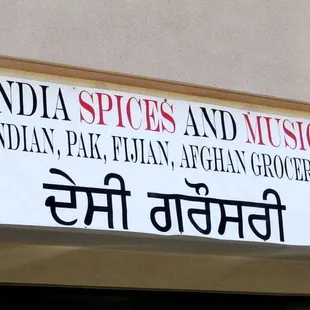 NDIA SPICES AND MUSI
NDIAN, PAK, FIJIAN, AFGHAN GROCER
ਦੇਸੀ ਗਰੌਸਰੀ